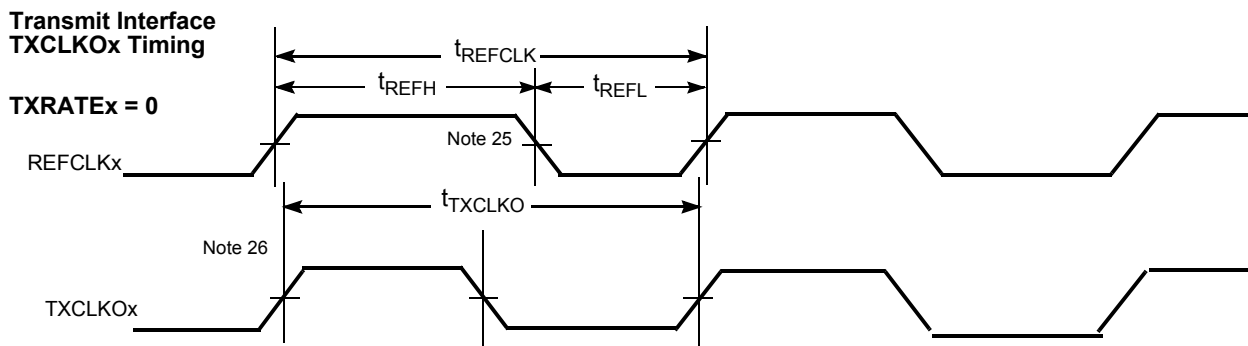 Transmit Interface
TXCLKOx Timing
tREFCLK
tREFH
tREFL
TXRATEx = 0
Note 25
REFCLKx
tTXCLKO
Note 26
TXCLKOx